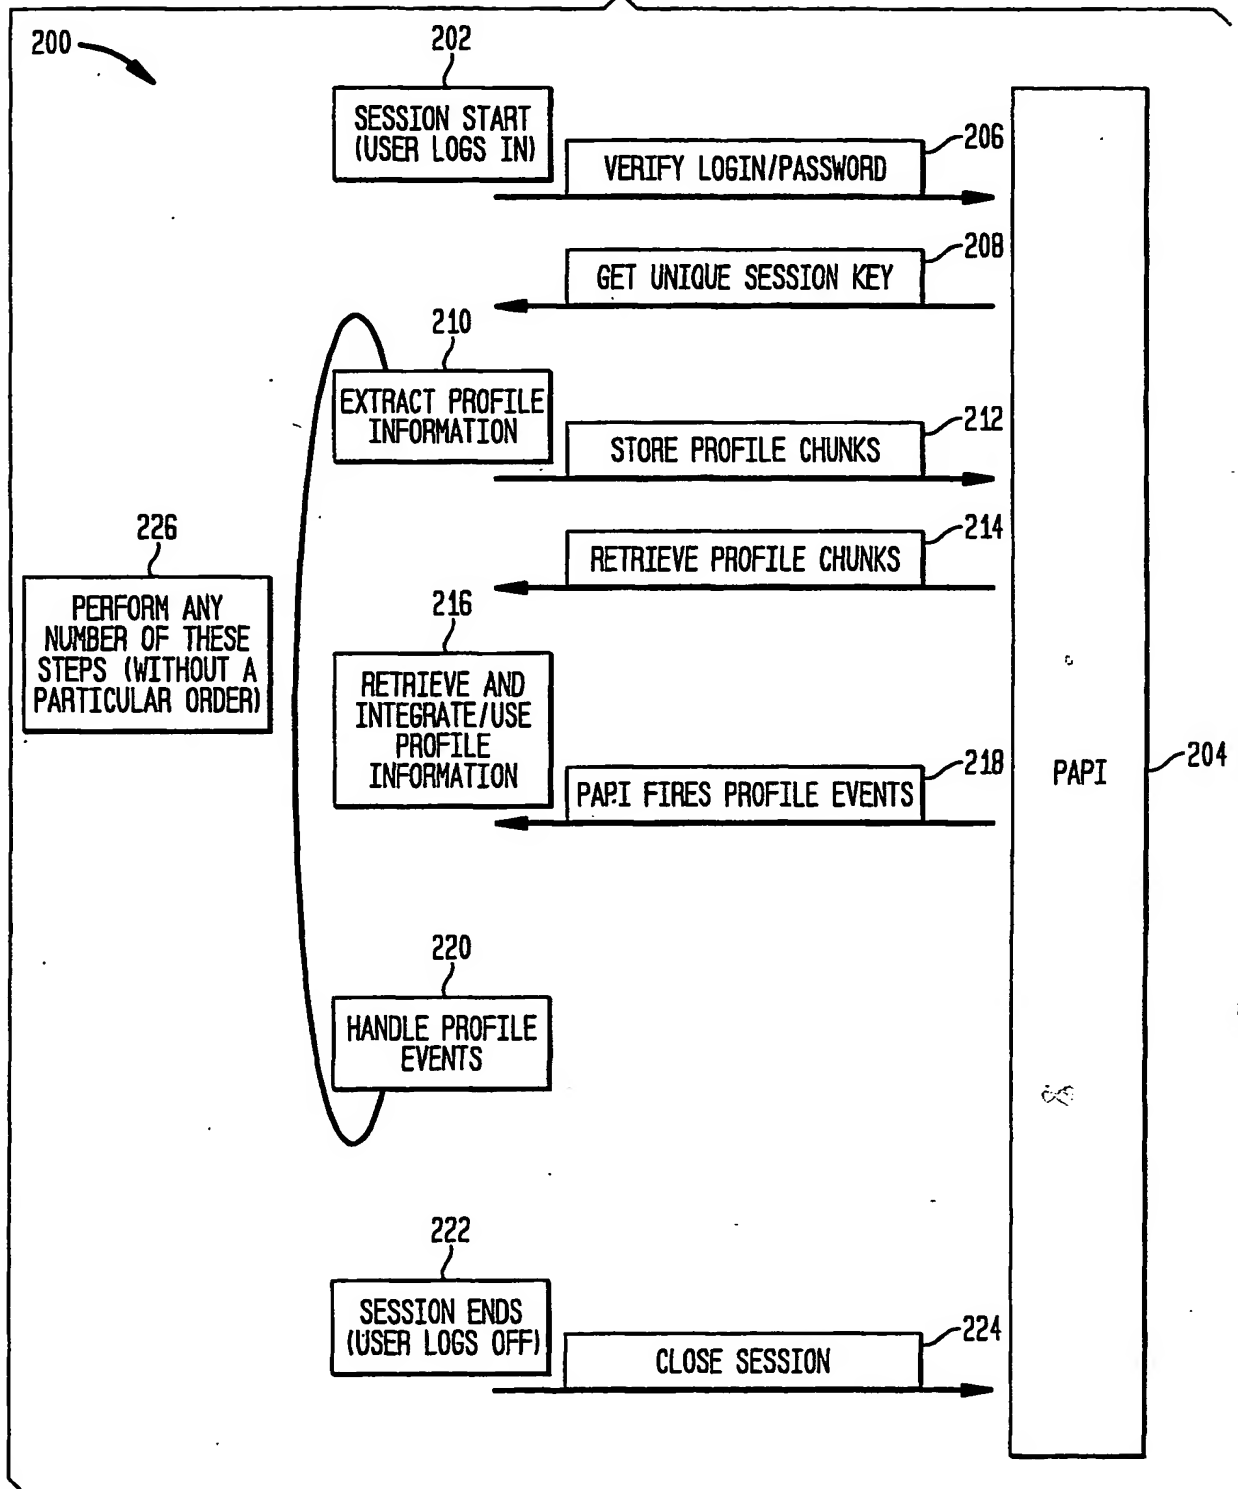 200
202
SESSION START
(USER LOGS IN)
206
VERIFY LOGIN/PASSWORD
208
GET UNIQUE SESSION KEY
210
EXTRACT PROFILE
INFORMATION
212
STORE PROFILE CHUNKS
214
RETRIEVE PROFILE CHUNKS
226
PERFORM ANY
NUMBER OF THESE
STEPS (WITHOUT A
PARTICULAR ORDER)
216
RETRIEVE AND
INTEGRATE/USE
PROFILE
INFORMATION
218
PAPI FIRES PROFILE EVENTS
PAPI
204
220
HANDLE PROFILE
EVENTS
222
SESSION ENDS
(USER LOGS OFF)
224
CLOSE SESSION